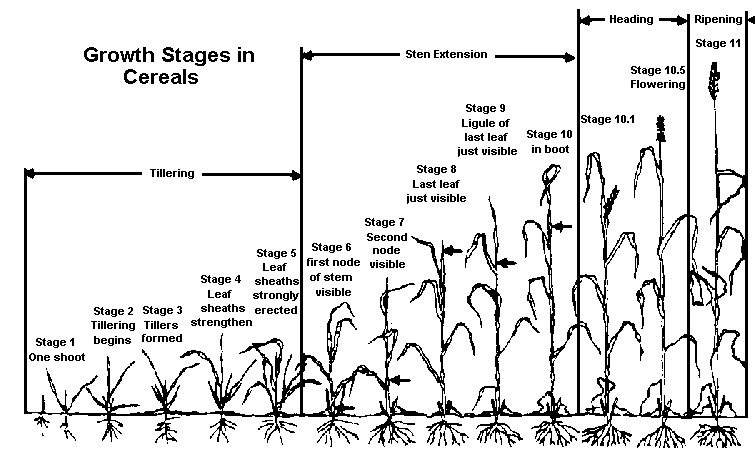 Growth Stages in
Cereals
Tillering
Sten Extension
Heading
Ripening
Stage 1
One shoot
Stage 2
Tillering
begins
Stage 3
Tillers
formed
Stage 4
Leaf
sheaths
strengthen
Stage 5
Leaf
sheaths
strongly
erected
Stage 6
first node
of stem
visible
Stage 7
Second
node
visible
Stage 8
Last leaf
just visible
Stage 9
Ligule of
last leaf
just visible
Stage 10
in boot
Stage 10.1
Stage 10.5
Flowering
Stage 11